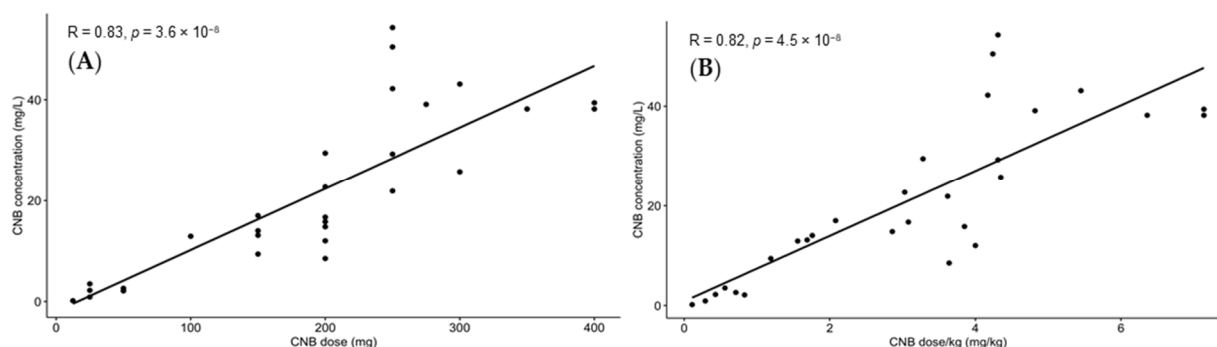 R = 0.83, p = 3.6 × 10⁻⁸
(A)
CNB concentration (mg/L)
40
20
0
0 100 200 300 400
CNB dose (mg)
R = 0.82, p = 4.5 × 10⁻⁸
(B)
CNB concentration (mg/L)
40
20
0
0 2 4 6
CNB dose/kg (mg/kg)